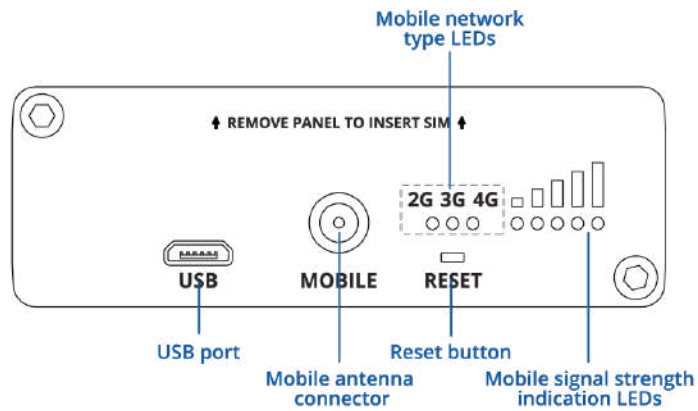 Mobile network
type LEDs
REMOVE PANEL TO INSERT SIM
2G 3G 4G
USB
MOBILE
RESET
USB port
Reset button
Mobile antenna
connector
Mobile signal strength
indication LEDs